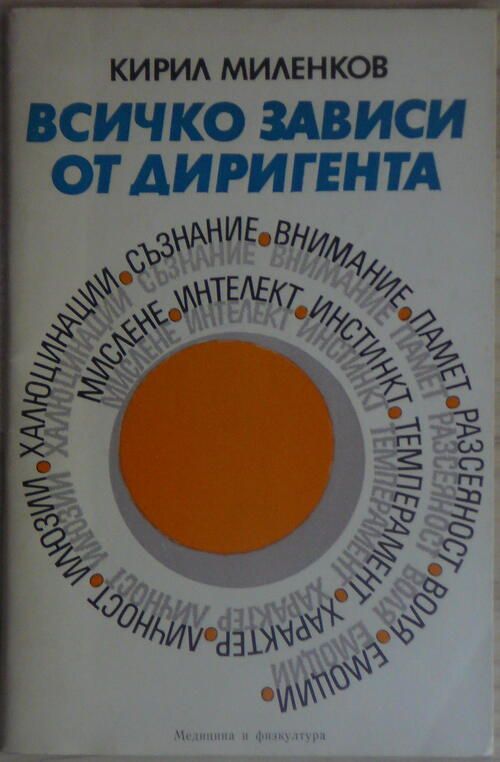 КИРИЛ МИЛЕНКОВ
ВСИЧКО ЗАВИСИ
ОТ ДИРИГЕНТА
МИСЛЕНЕ • ИНТЕЛЕКТ • ИНСТИНКТ • ТЕМПЕРАМЕНТ • ХАРАКТЕР • ЛИЧНОСТ • ИЛЮЗИИ • ХАЛЮЦИНАЦИИ • СЪЗНАНИЕ • ВНИМАНИЕ • ПАМЕТ • РАЗСЕЯНОСТ • ВОЛЯ • ЕМОЦИИ •
Медицина и физкултура